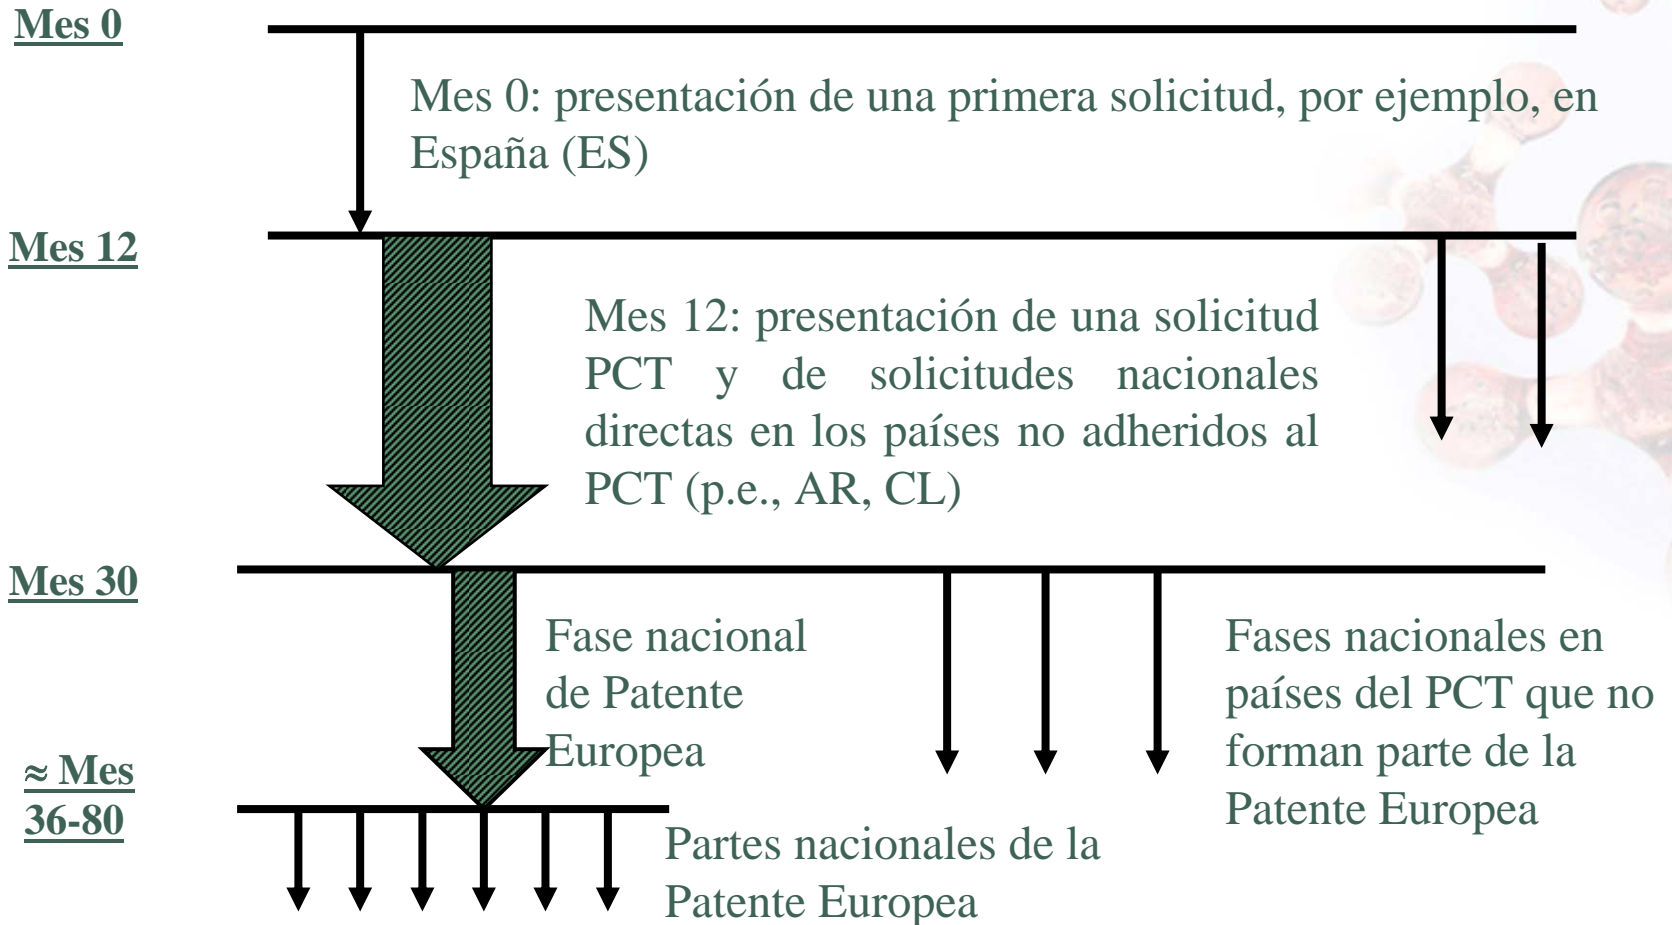 Mes 0
Mes 0: presentación de una primera solicitud, por ejemplo, en
España (ES)
Mes 12
Mes 12: presentación de una solicitud
PCT y de solicitudes nacionales
directas en los países no adheridos al
PCT (p.e., AR, CL)
Mes 30
Fase nacional
de Patente
Europea
Fases nacionales en
países del PCT que no
forman parte de la
Patente Europea
≈ Mes
36-80
Partes nacionales de la
Patente Europea